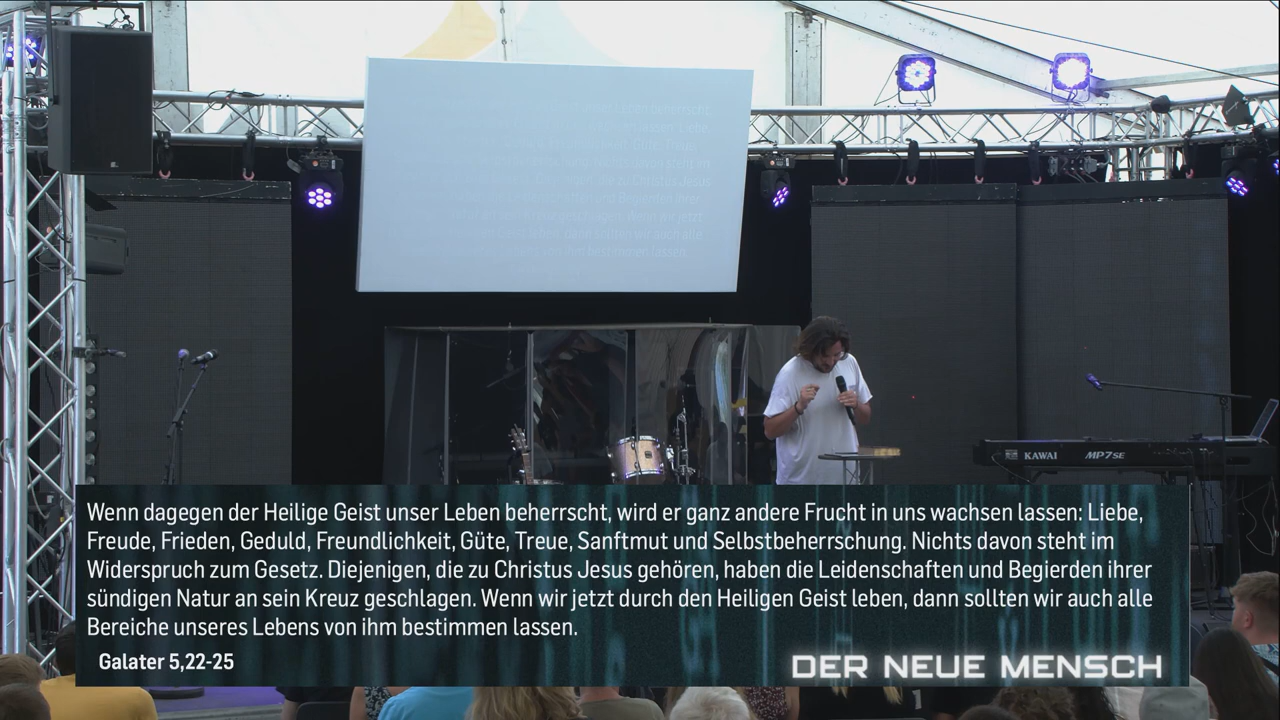 KAWAI MP7SE
Wenn dagegen der Heilige Geist unser Leben beherrscht, wird er ganz andere Frucht in uns wachsen lassen: Liebe,
Freude, Frieden, Geduld, Freundlichkeit, Güte, Treue, Sanftmut und Selbstbeherrschung. Nichts davon steht im
Widerspruch zum Gesetz. Diejenigen, die zu Christus Jesus gehören, haben die Leidenschaften und Begierden ihrer
sündigen Natur an sein Kreuz geschlagen. Wenn wir jetzt durch den Heiligen Geist leben, dann sollten wir auch alle
Bereiche unseres Lebens von ihm bestimmen lassen.
Galater 5,22-25
DER NEUE MENSCH